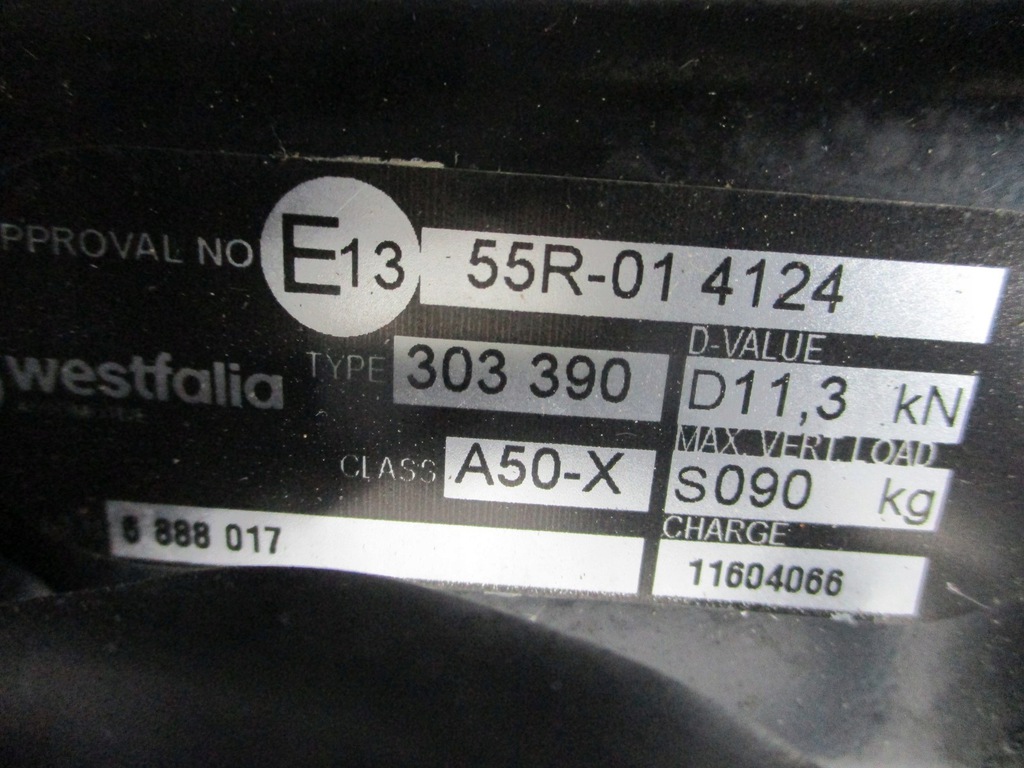 PPROVAL NO E13 55R-01 4124
westfalia TYPE 303 390
D-VALUE
D11,3 kN
CLASS A50-X
MAX. VERT. LOAD
S090 kg
CHARGE
888 017
11604066